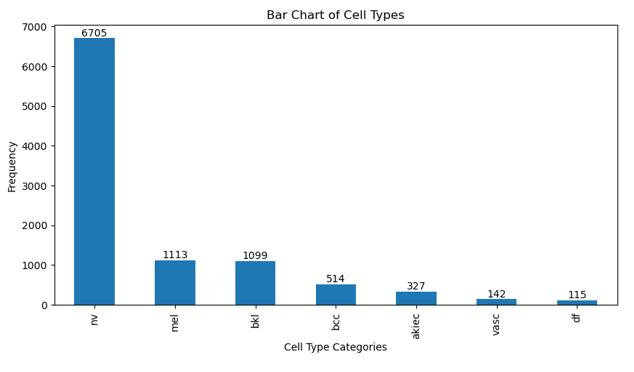 Bar Chart of Cell Types
7000
6000
5000
4000
3000
2000
1000
0
Frequency
6705
1113
1099
514
327
142
115
nv
mel
bkl
bcc
akiec
vasc
df
Cell Type Categories